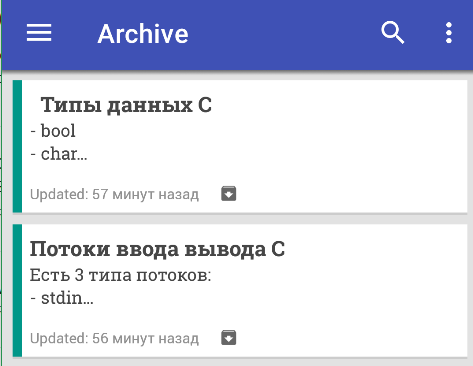 Archive
Типы данных C
- bool
- char...
Updated: 57 минут назад
Потоки ввода вывода C
Есть 3 типа потоков:
- stdin...
Updated: 56 минут назад